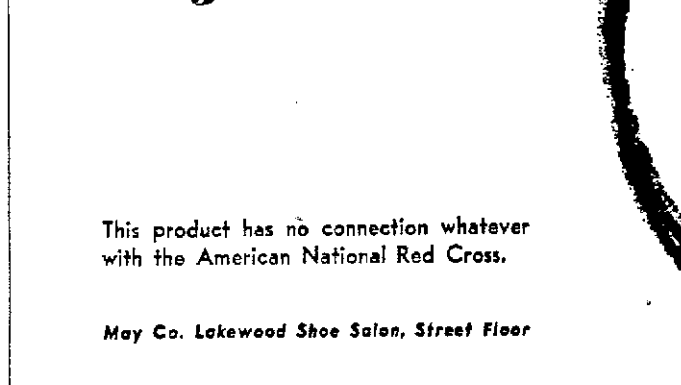 This product has no connection whatever
with the American National Red Cross.
May Co. Lakewood Shoe Salon, Street Floor